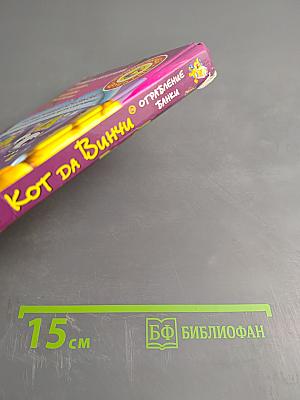 Кот да Винчи
ОГРАБЛЕНИЕ
БАНКИ
15 см
БФ БИБЛИОФАН